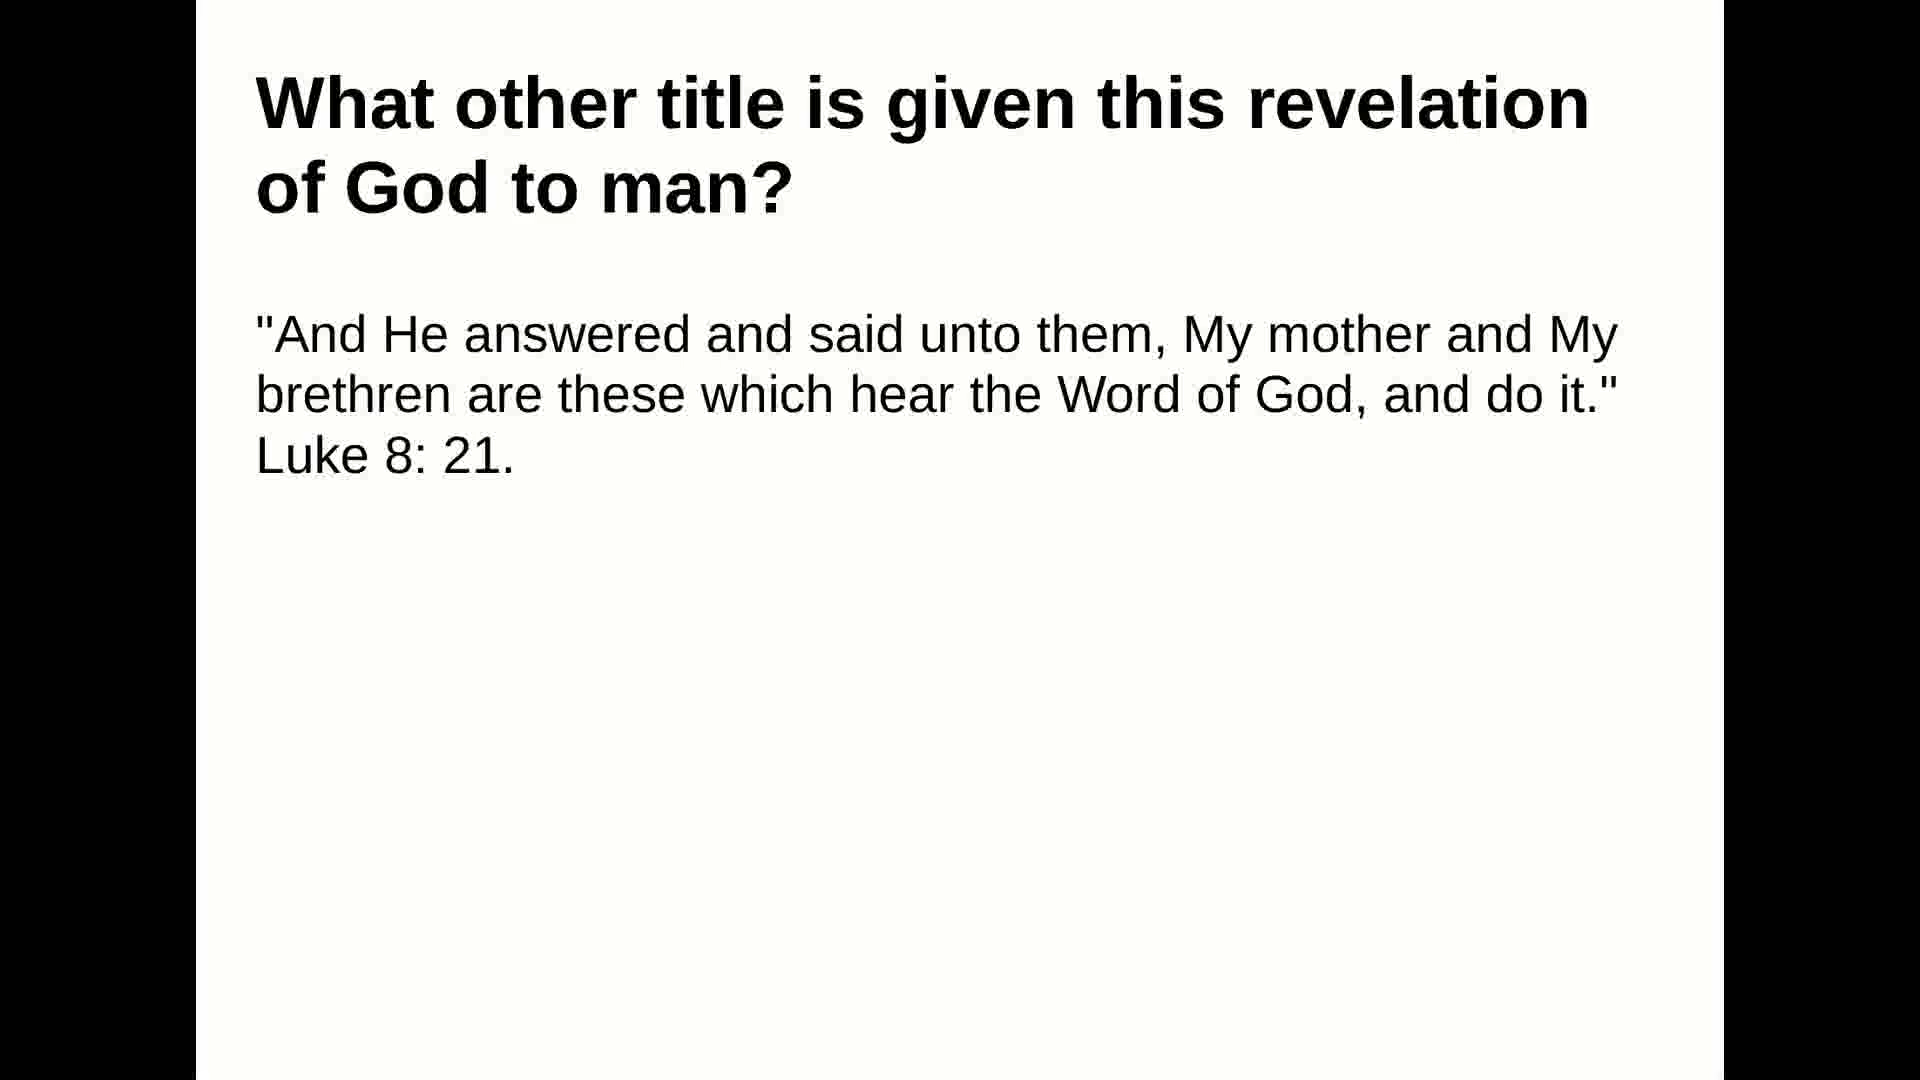 What other title is given this revelation
of God to man?
"And He answered and said unto them, My mother and My
brethren are these which hear the Word of God, and do it."
Luke 8: 21.